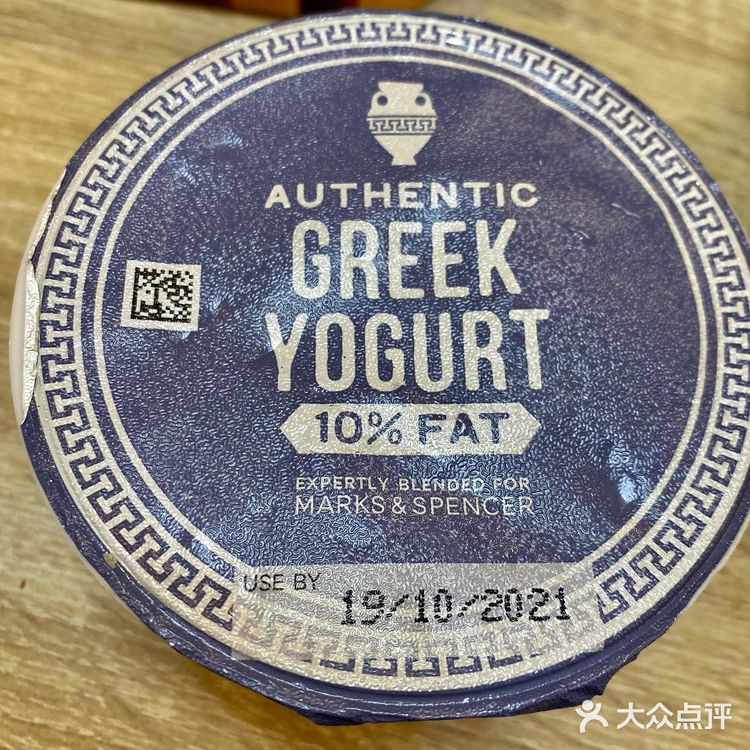 AUTHENTIC
GREEK
YOGURT
10% FAT
EXPERTLY BLENDED FOR
MARKS & SPENCER
USE BY
19/10/2021
大众点评